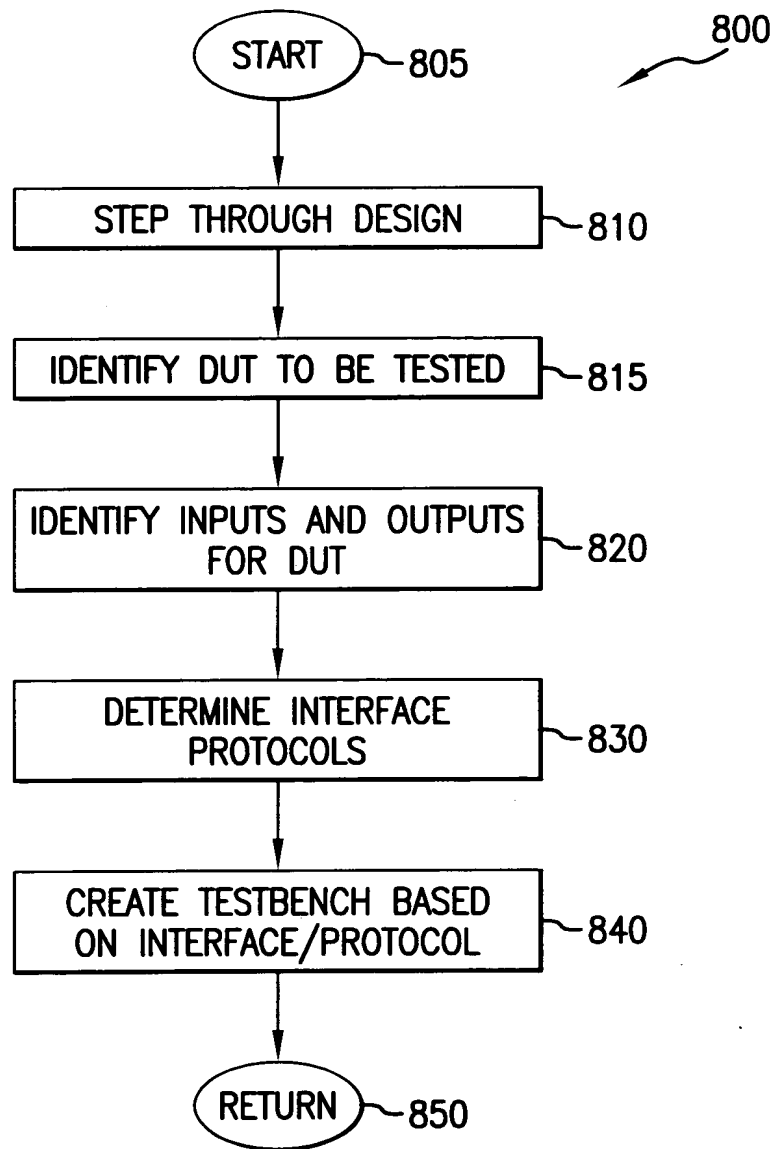 800
START
805
STEP THROUGH DESIGN
810
IDENTIFY DUT TO BE TESTED
815
IDENTIFY INPUTS AND OUTPUTS
FOR DUT
820
DETERMINE INTERFACE
PROTOCOLS
830
CREATE TESTBENCH BASED
ON INTERFACE/PROTOCOL
840
RETURN
850